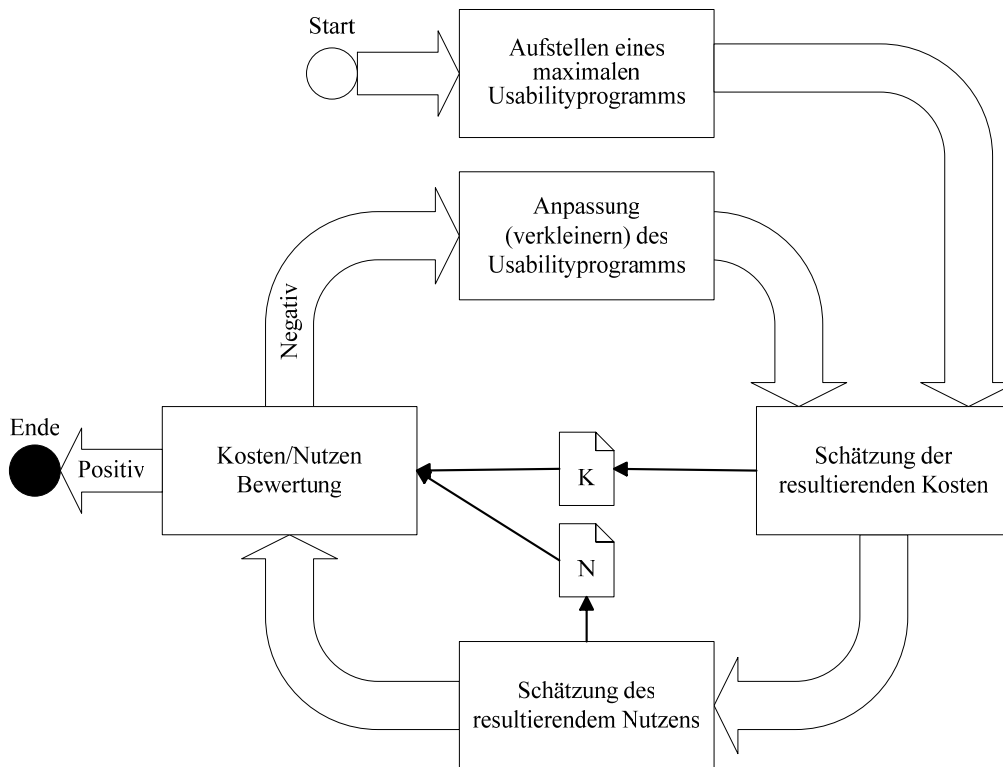 Start
Aufstellen eines
maximalen
Usabilityprogramms
Anpassung
(verkleinern) des
Usabilityprogramms
Negativ
Ende
Positiv
Kosten/Nutzen
Bewertung
K
Schätzung der
resultierenden Kosten
N
Schätzung des
resultierendem Nutzens